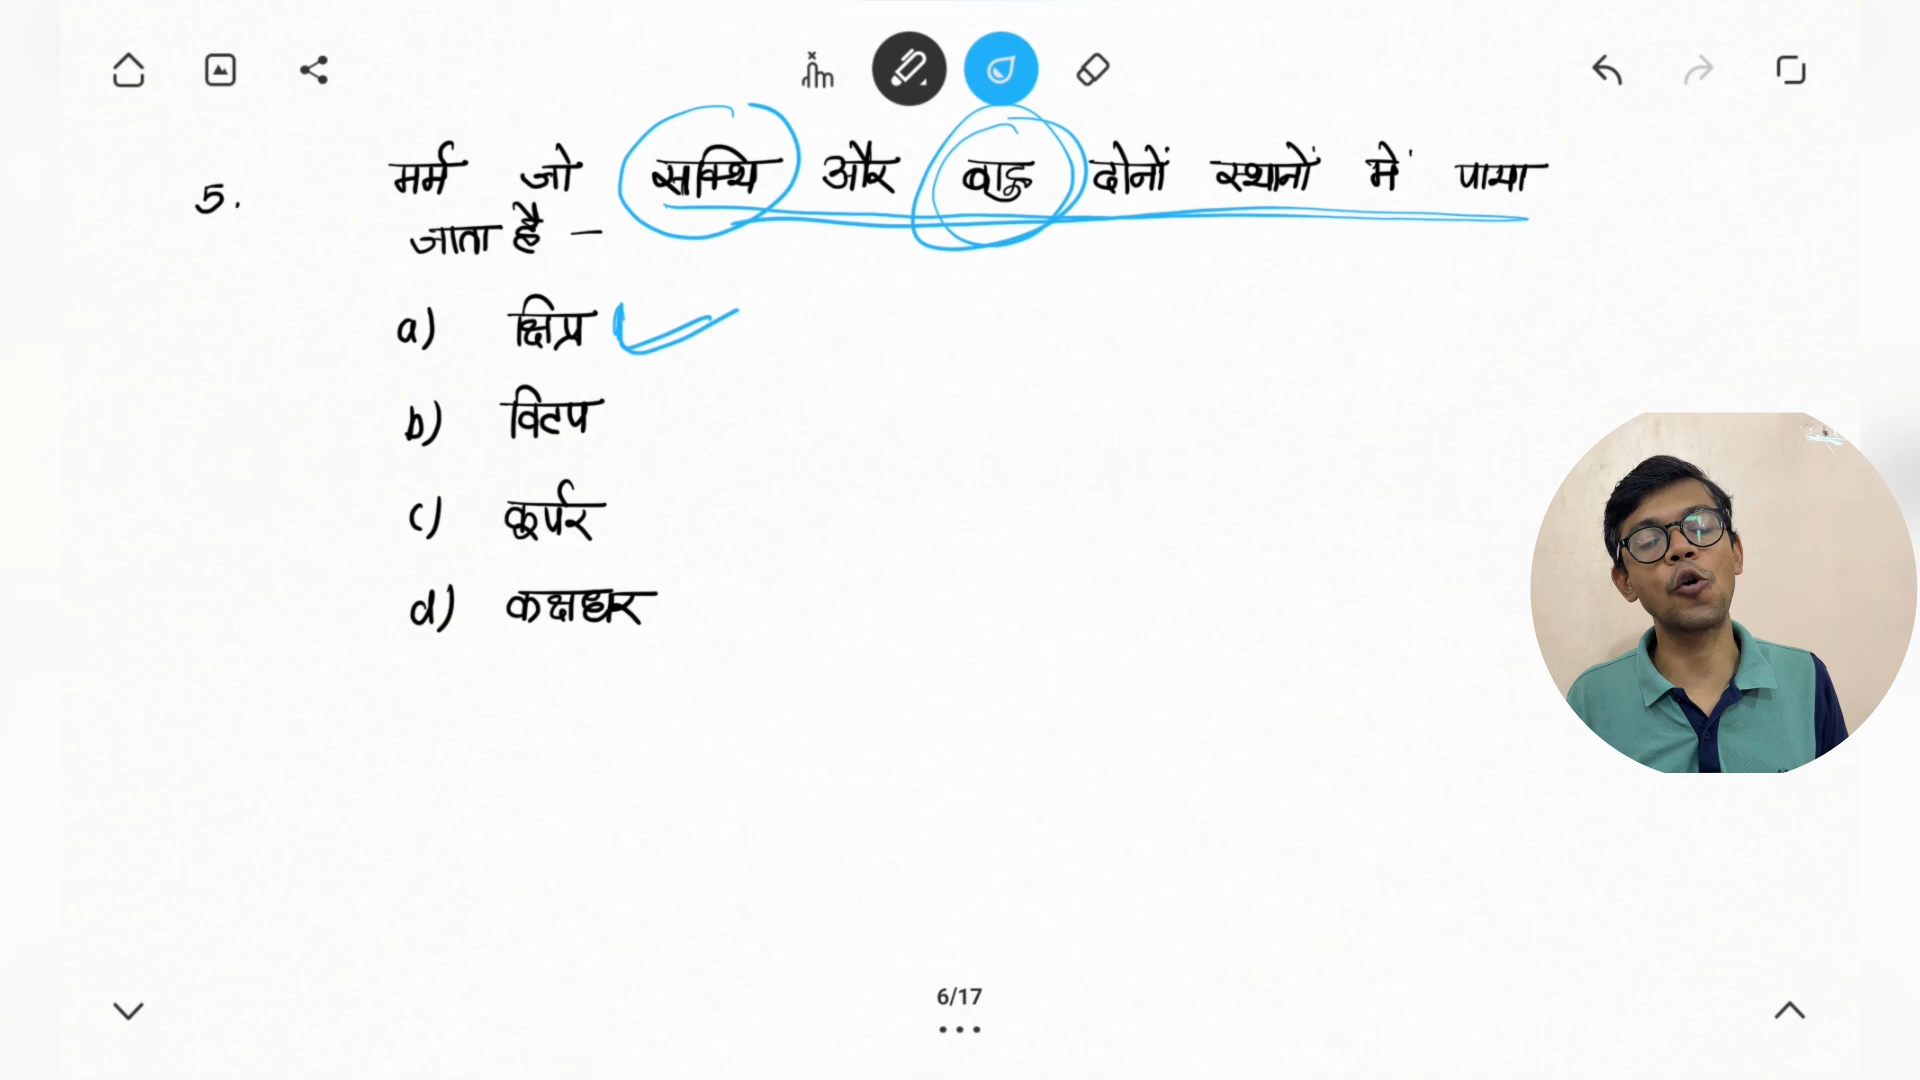 5. मर्म जो सक्थि और बाहु दोनों स्थानों में पाया
जाता है –
a) क्षिप्र
b) विटप
c) कूर्पर
d) कक्षधर
6/17